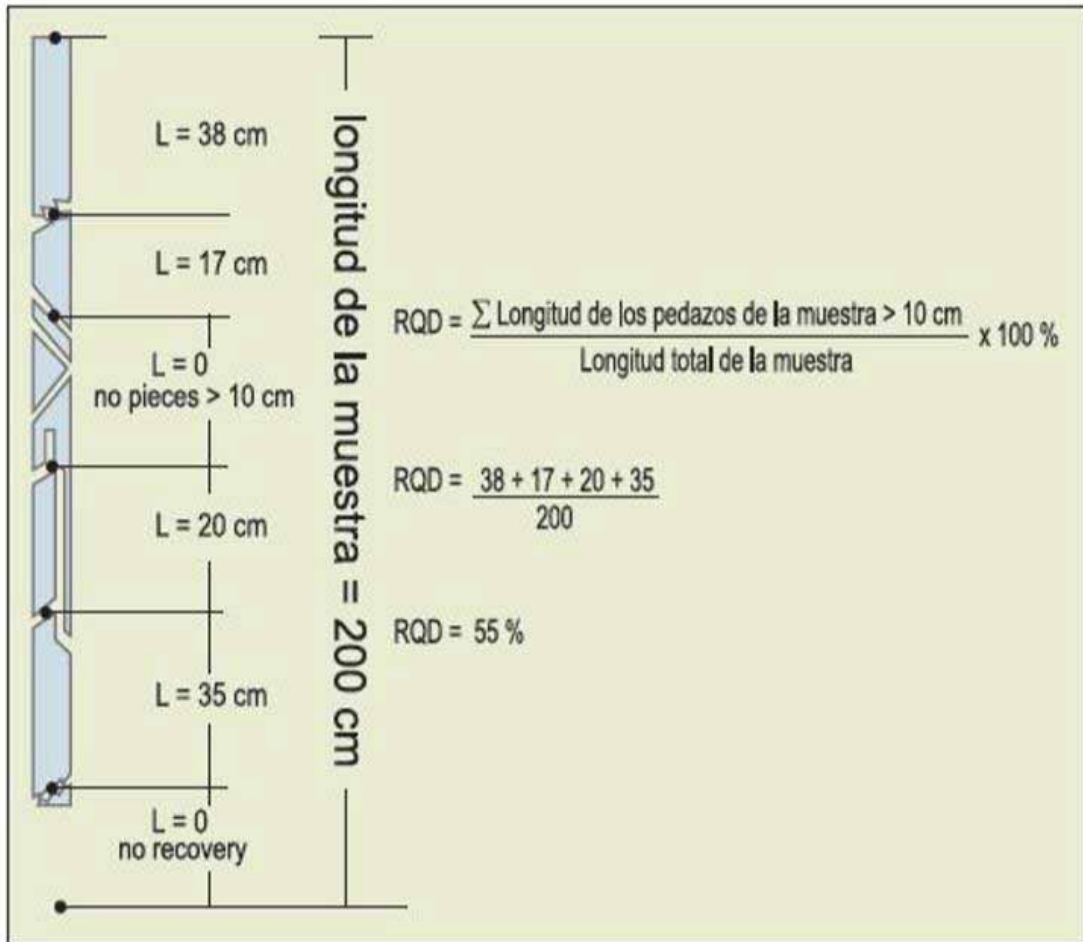 L = 38 cm
L = 17 cm
L = 0
no pieces > 10 cm
L = 20 cm
L = 35 cm
L = 0
no recovery
longitud de la muestra = 200 cm
RQD = ∑ Longitud de los pedazos de la muestra > 10 cm x 100 %
Longitud total de la muestra
RQD = 38 + 17 + 20 + 35
200
RQD = 55 %